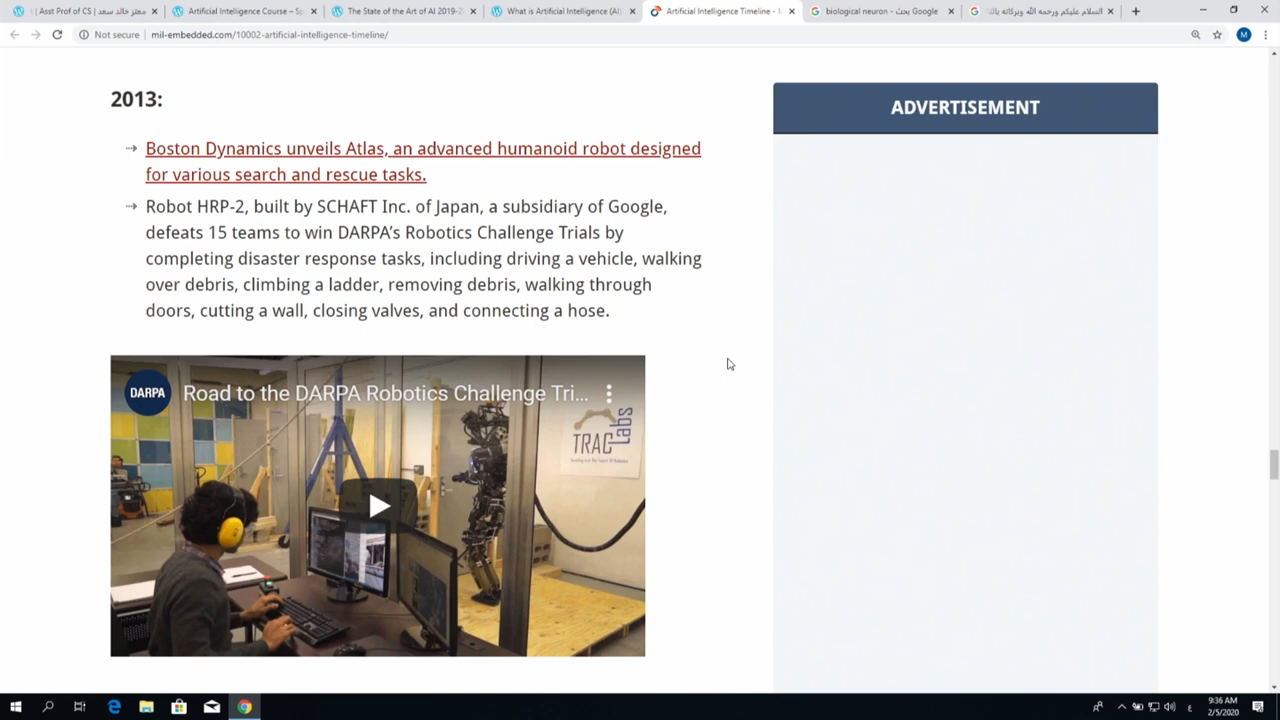 | Asst Prof of CS | معتز خالد سعد
Artificial Intelligence Course – Sp
The State of the Art of AI 2019-2
What is Artificial Intelligence (AI)
Artificial Intelligence Timeline - 
biological neuron - بحث Google
السلام عليكم ورحمه الله وبركاته بالت
Not secure | mil-embedded.com/10002-artificial-intelligence-timeline/
M
2013:
Boston Dynamics unveils Atlas, an advanced humanoid robot designed
for various search and rescue tasks.
Robot HRP-2, built by SCHAFT Inc. of Japan, a subsidiary of Google,
defeats 15 teams to win DARPA’s Robotics Challenge Trials by
completing disaster response tasks, including driving a vehicle, walking
over debris, climbing a ladder, removing debris, walking through
doors, cutting a wall, closing valves, and connecting a hose.
ADVERTISEMENT
DARPA
Road to the DARPA Robotics Challenge Tri...
TRAC Labs
9:36 AM
2/5/2020
ع